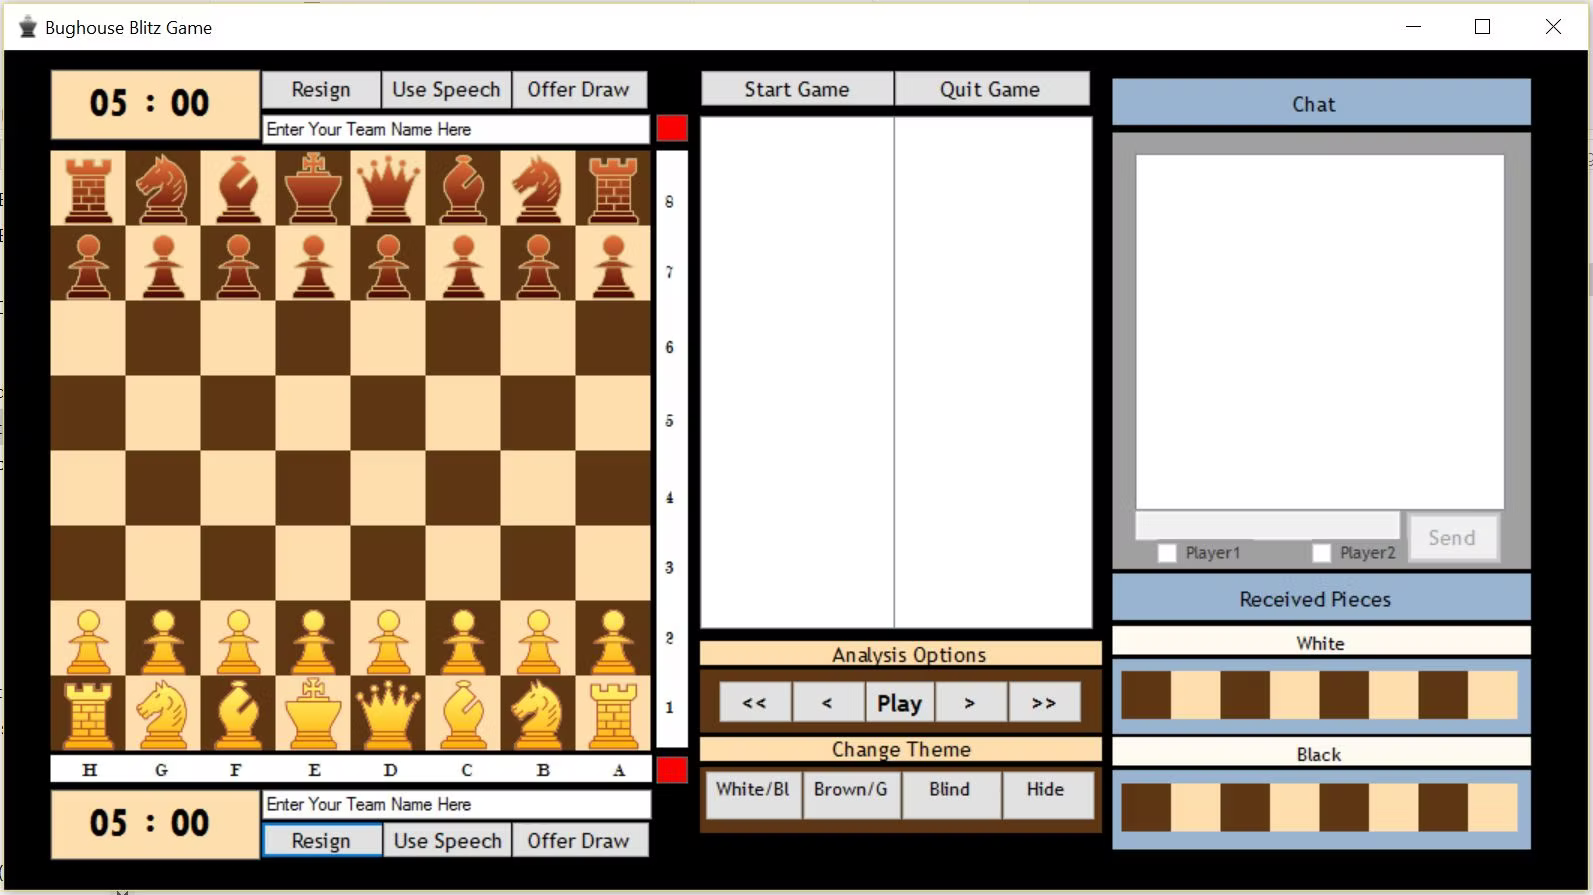 Bughouse Blitz Game
05 : 00
Resign
Use Speech
Offer Draw
Enter Your Team Name Here
8
7
6
5
4
3
2
1
H G F E D C B A
05 : 00
Enter Your Team Name Here
Resign
Use Speech
Offer Draw
Start Game
Quit Game
Analysis Options
<<
<
Play
>
>>
Change Theme
White/Bl
Brown/G
Blind
Hide
Chat
Player1
Player2
Send
Received Pieces
White
Black